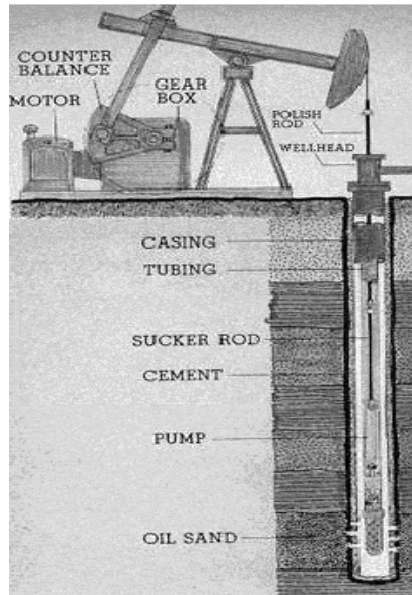 COUNTER
BALANCE
GEAR
BOX
MOTOR
POLISH
ROD
WELLHEAD
CASING
TUBING
SUCKER ROD
CEMENT
PUMP
OIL SAND